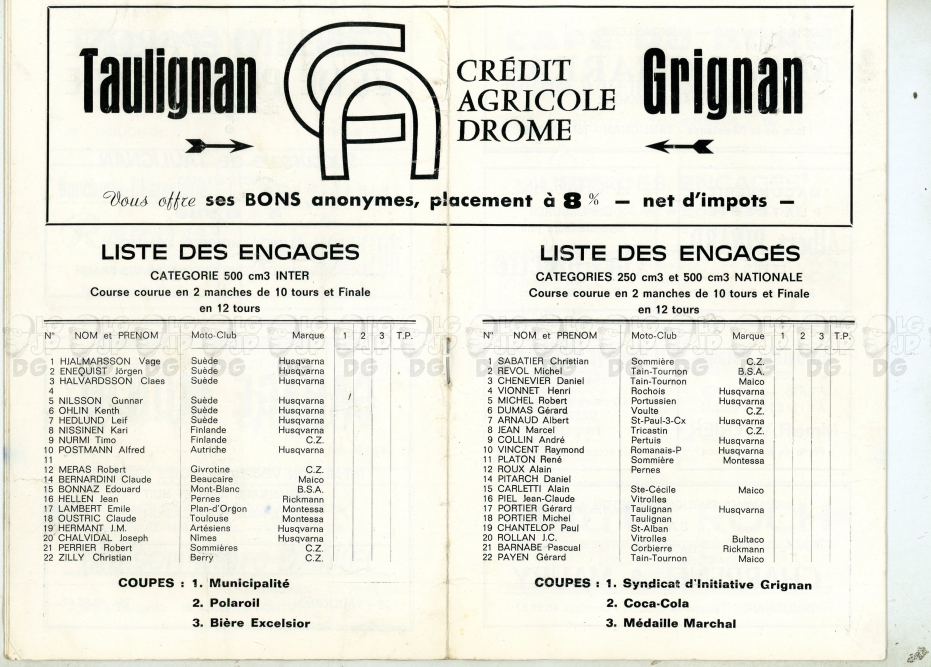 Taulignan
CRÉDIT
AGRICOLE
DROME
Grignan
Vous offre ses BONS anonymes, placement à 8 % — net d'impots —
LISTE DES ENGAGÉS
CATEGORIE 500 cm3 INTER
Course courue en 2 manches de 10 tours et Finale
en 12 tours
N° NOM et PRENOM Moto-Club Marque 1 2 3 T.P.
1 HJALMARSSON Vage Suède Husqvarna
2 ENEQUIST Jörgen Suède Husqvarna
3 HALVARDSSON Claes Suède Husqvarna
4
5 NILSSON Gunnar Suède Husqvarna
6 OHLIN Kenth Suède Husqvarna
7 HEDLUND Leif Suède Husqvarna
8 NISSINEN Kari Finlande Husqvarna
9 NURMI Timo Finlande C.Z.
10 POSTMANN Alfred Autriche Husqvarna
11
12 MERAS Robert Givrotine C.Z.
14 BERNARDINI Claude Beaucaire Maico
15 BONNAZ Edouard Mont-Blanc B.S.A.
16 HELLEN Jean Pernes Rickmann
17 LAMBERT Emile Plan-d'Orgon Montessa
18 OUSTRIC Claude Toulouse Montessa
19 HERMANT J.M. Artésiens Husqvarna
20 CHALVIDAL Joseph Nîmes Husqvarna
21 PERRIER Robert Sommières C.Z.
22 ZILLY Christian Berry C.Z.
COUPES : 1. Municipalité
2. Polaroil
3. Bière Excelsior
LISTE DES ENGAGÉS
CATEGORIES 250 cm3 et 500 cm3 NATIONALE
Course courue en 2 manches de 10 tours et Finale
en 12 tours
N° NOM et PRENOM Moto-Club Marque 1 2 3 T.P.
1 SABATIER Christian Sommière C.Z.
2 REVOL Michel Tain-Tournon B.S.A.
3 CHENEVIER Daniel Tain-Tournon Maico
4 VIONNET Henri Rochois Husqvarna
5 MICHEL Robert Portussien Husqvarna
6 DUMAS Gérard Voulte C.Z.
7 ARNAUD Albert St-Paul-3-Cx Husqvarna
8 JEAN Marcel Tricastin C.Z.
9 COLLIN André Pertuis Husqvarna
10 VINCENT Raymond Romanais-P Husqvarna
11 PLATON René Sommière Montessa
12 ROUX Alain Pernes
14 PITARCH Daniel
15 CARLETTI Alain Ste-Cécile Maico
16 PIEL Jean-Claude Vitrolles
17 PORTIER Gérard Taulignan Husqvarna
18 PORTIER Michel Taulignan
19 CHANTELOP Paul St-Alban
20 ROLLAN J.C. Vitrolles Bultaco
21 BARNABE Pascual Corbierre Rickmann
22 PAYEN Gérard Tain-Tournon Maico
COUPES : 1. Syndicat d'Initiative Grignan
2. Coca-Cola
3. Médaille Marchal